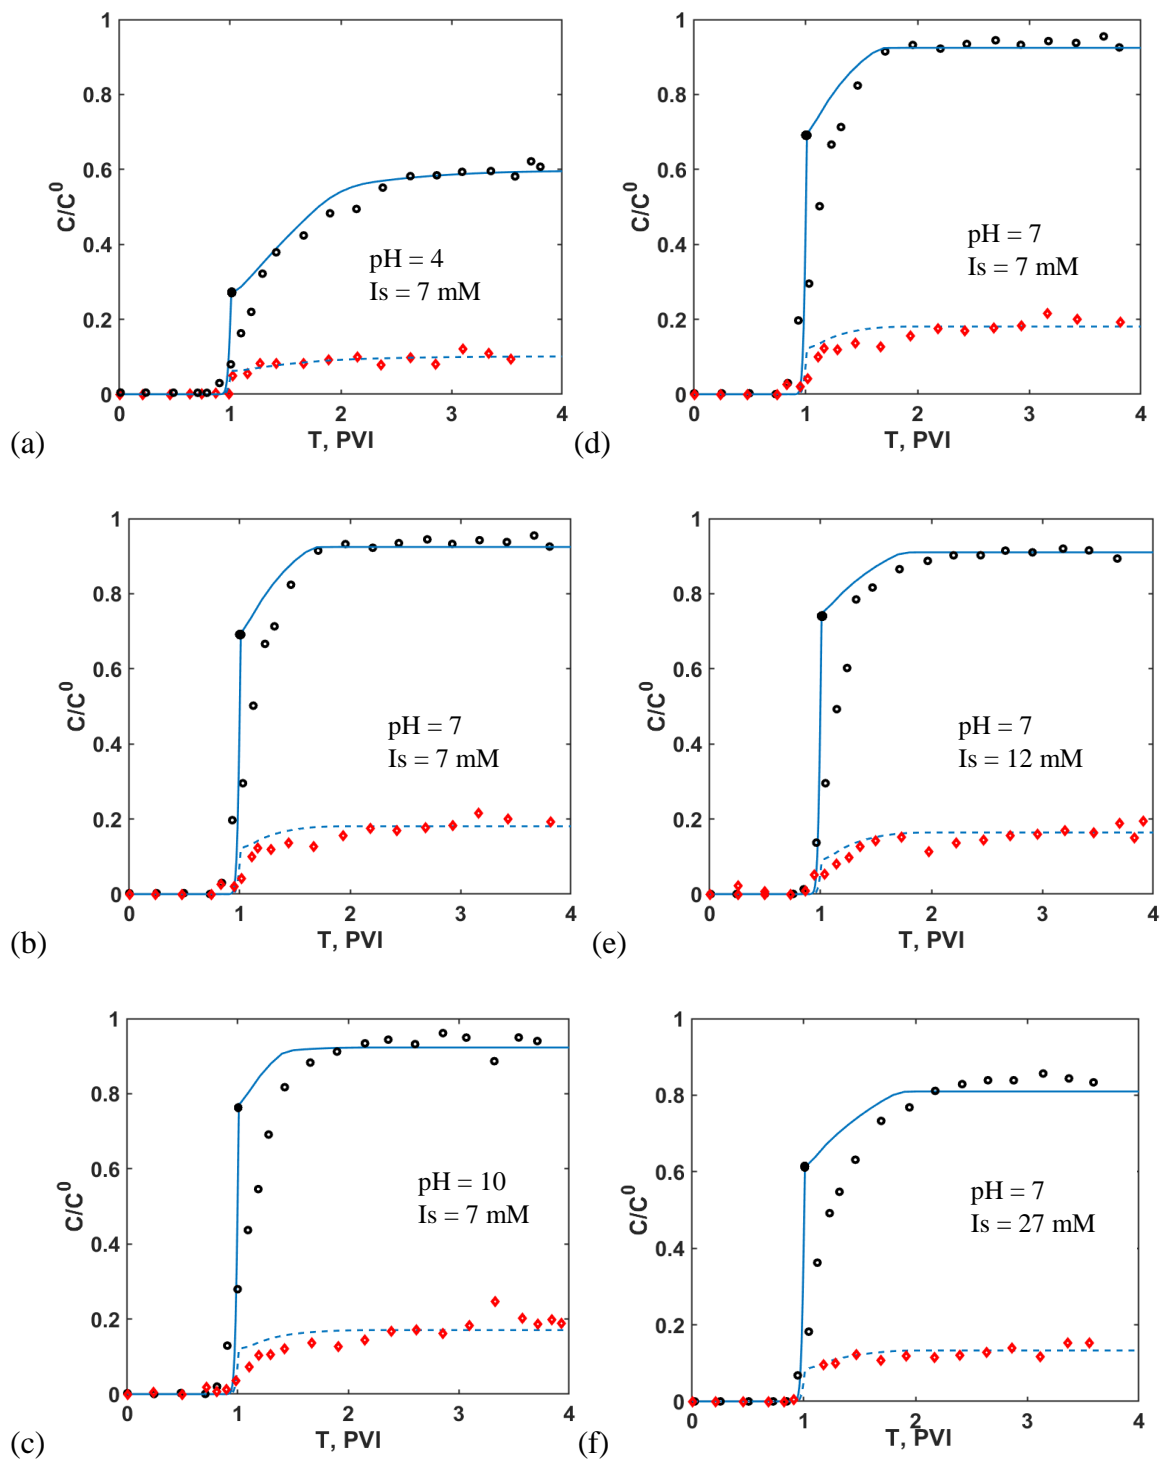 1
0.8
0.6
0.4
0.2
0
0 1 2 3 4
C/C⁰
T, PVI
pH = 4
Is = 7 mM
(a)
1
0.8
0.6
0.4
0.2
0
0 1 2 3 4
C/C⁰
T, PVI
pH = 7
Is = 7 mM
(d)
1
0.8
0.6
0.4
0.2
0
0 1 2 3 4
C/C⁰
T, PVI
pH = 7
Is = 7 mM
(b)
1
0.8
0.6
0.4
0.2
0
0 1 2 3 4
C/C⁰
T, PVI
pH = 7
Is = 12 mM
(e)
1
0.8
0.6
0.4
0.2
0
0 1 2 3 4
C/C⁰
T, PVI
pH = 10
Is = 7 mM
(c)
1
0.8
0.6
0.4
0.2
0
0 1 2 3 4
C/C⁰
T, PVI
pH = 7
Is = 27 mM
(f)